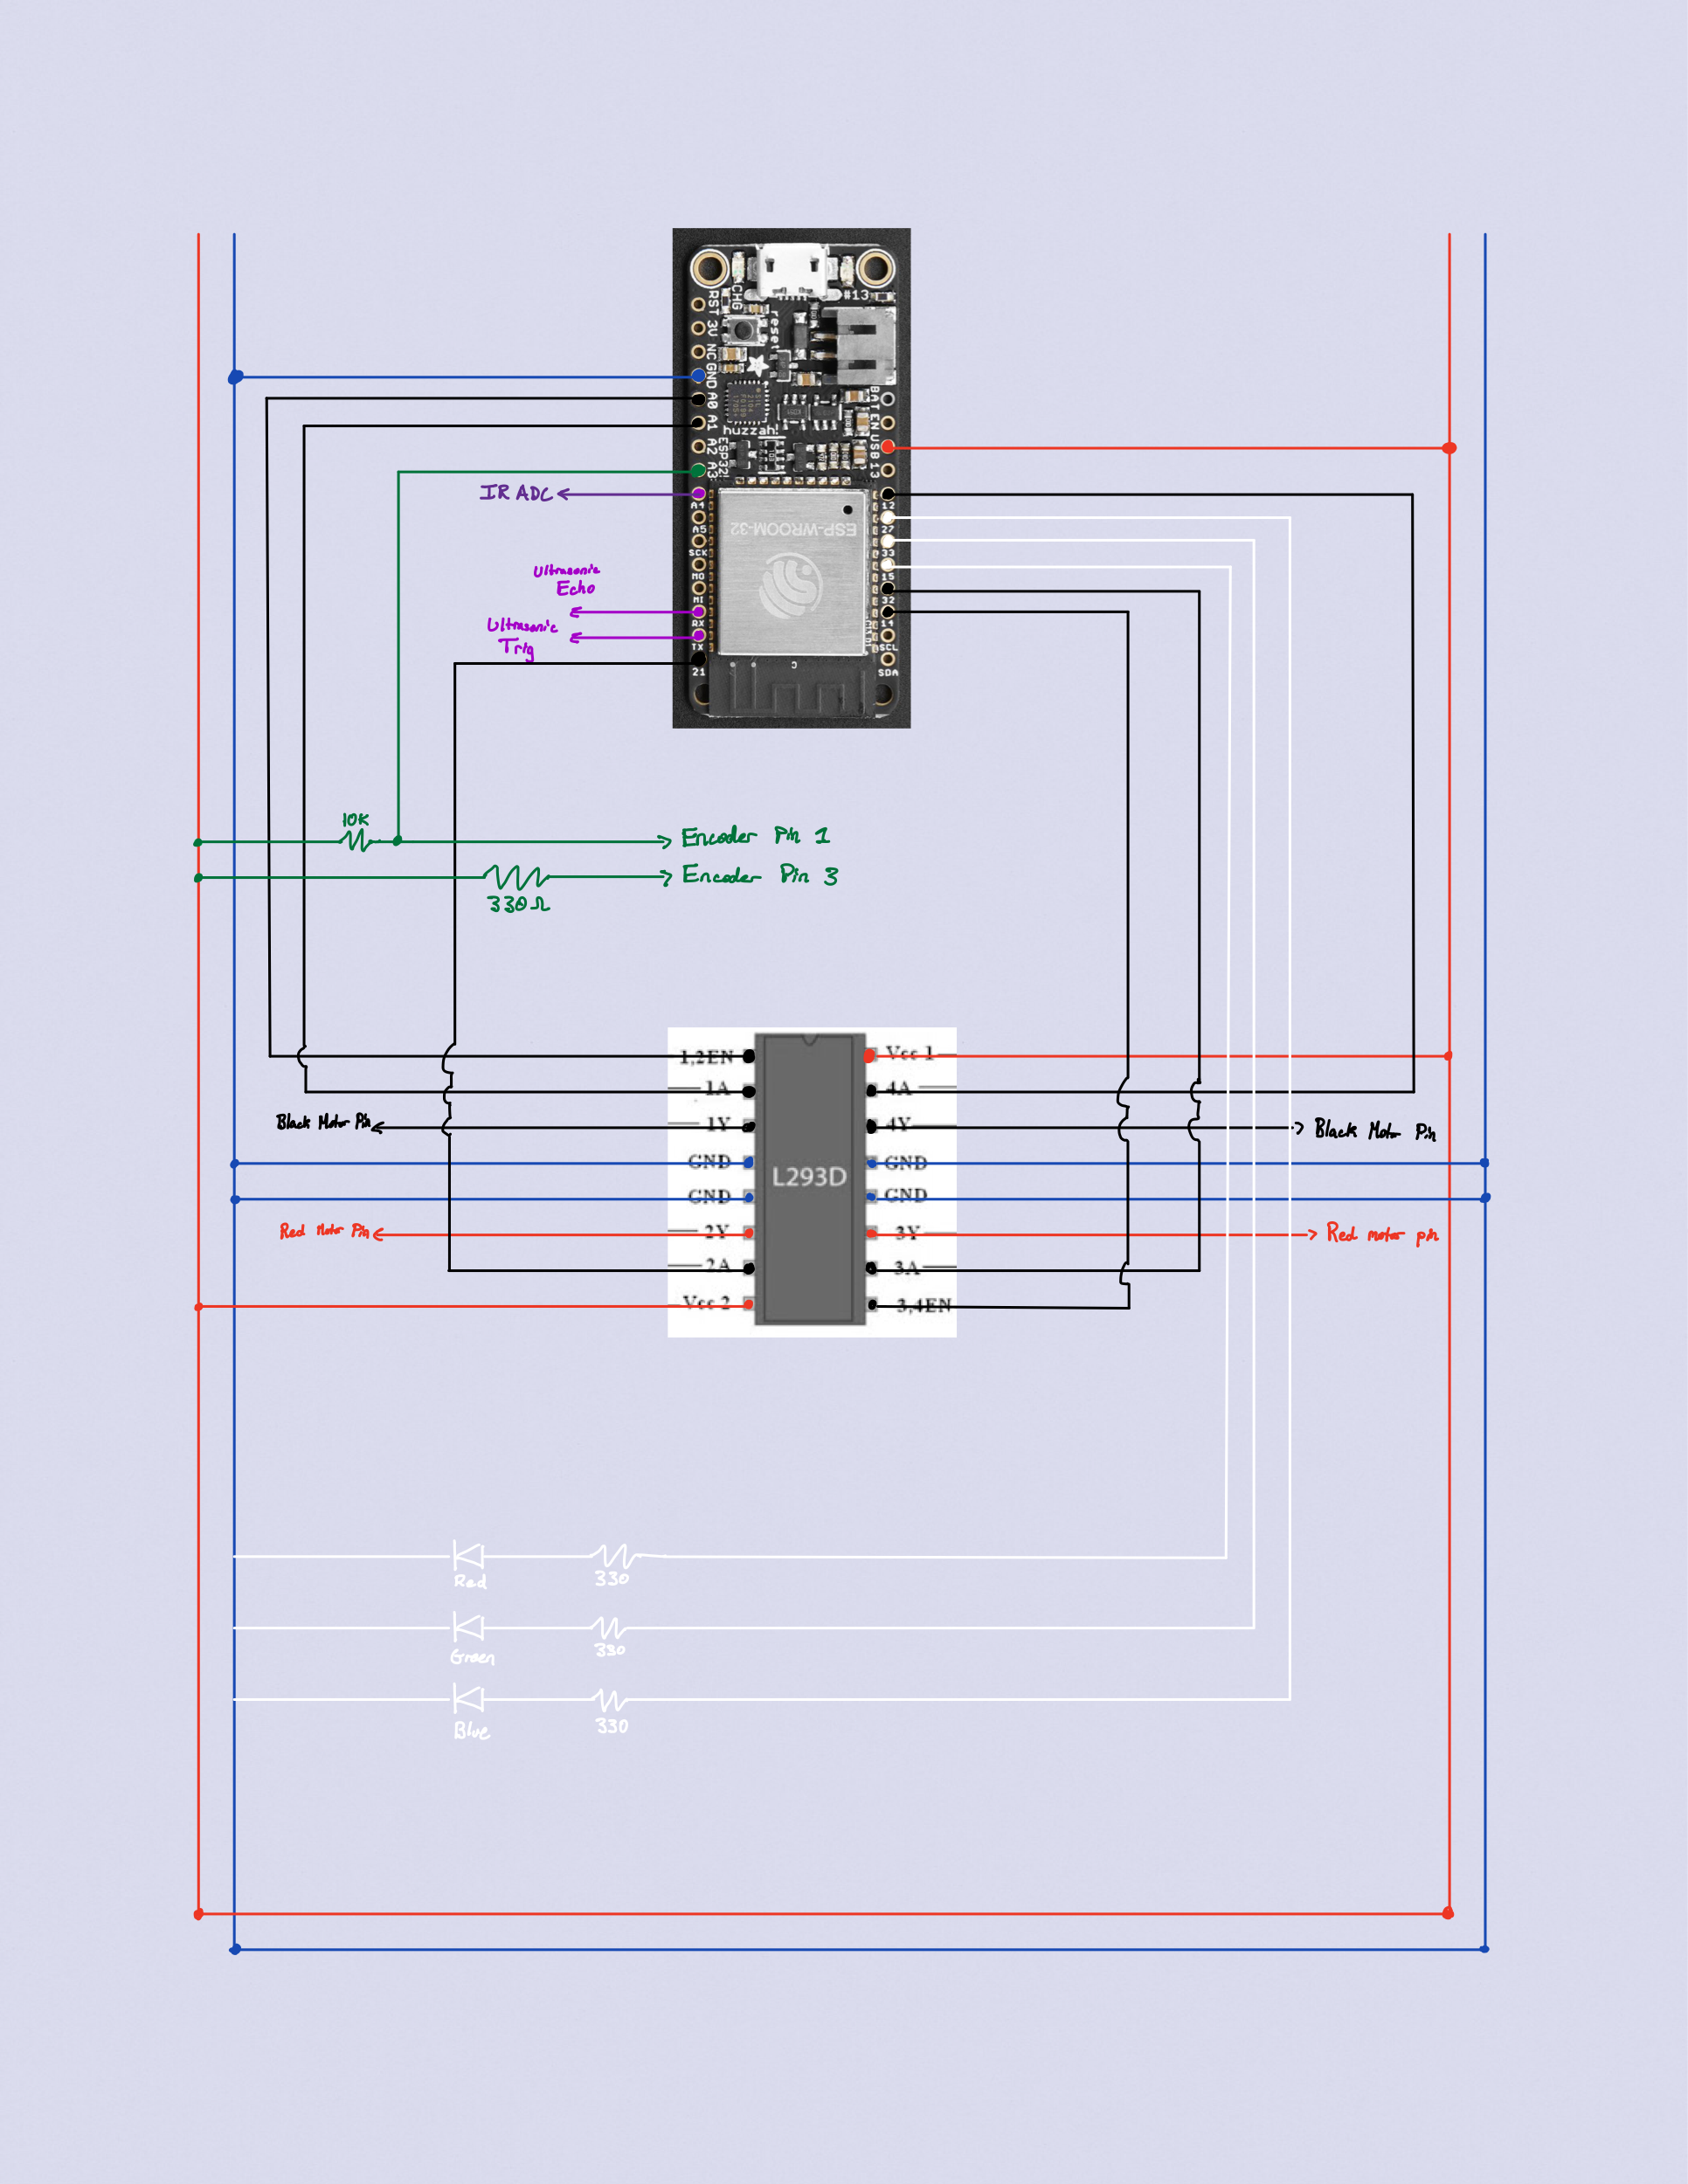 #13
CHG
RST
3V
NC
GND
A0
A1
A2
A3
A4
A5
SCK
MO
MI
RX
TX
21
reset
huzzah!
ESP32
BAT
EN
USB
13
12
27
33
15
32
14
SCL
SDA
ESP-WROOM-32
IR ADC
Ultrasonic
Echo
Ultrasonic
Trig
10K
Encoder Pin 1
Encoder Pin 3
330Ω
1,2EN
1A
1Y
GND
GND
2Y
2A
Vcc 2
L293D
Vcc 1
4A
4Y
GND
GND
3Y
3A
3,4EN
Black Motor Pin
Red Motor Pin
Black Motor Pin
Red motor pin
Red
330
Green
330
Blue
330